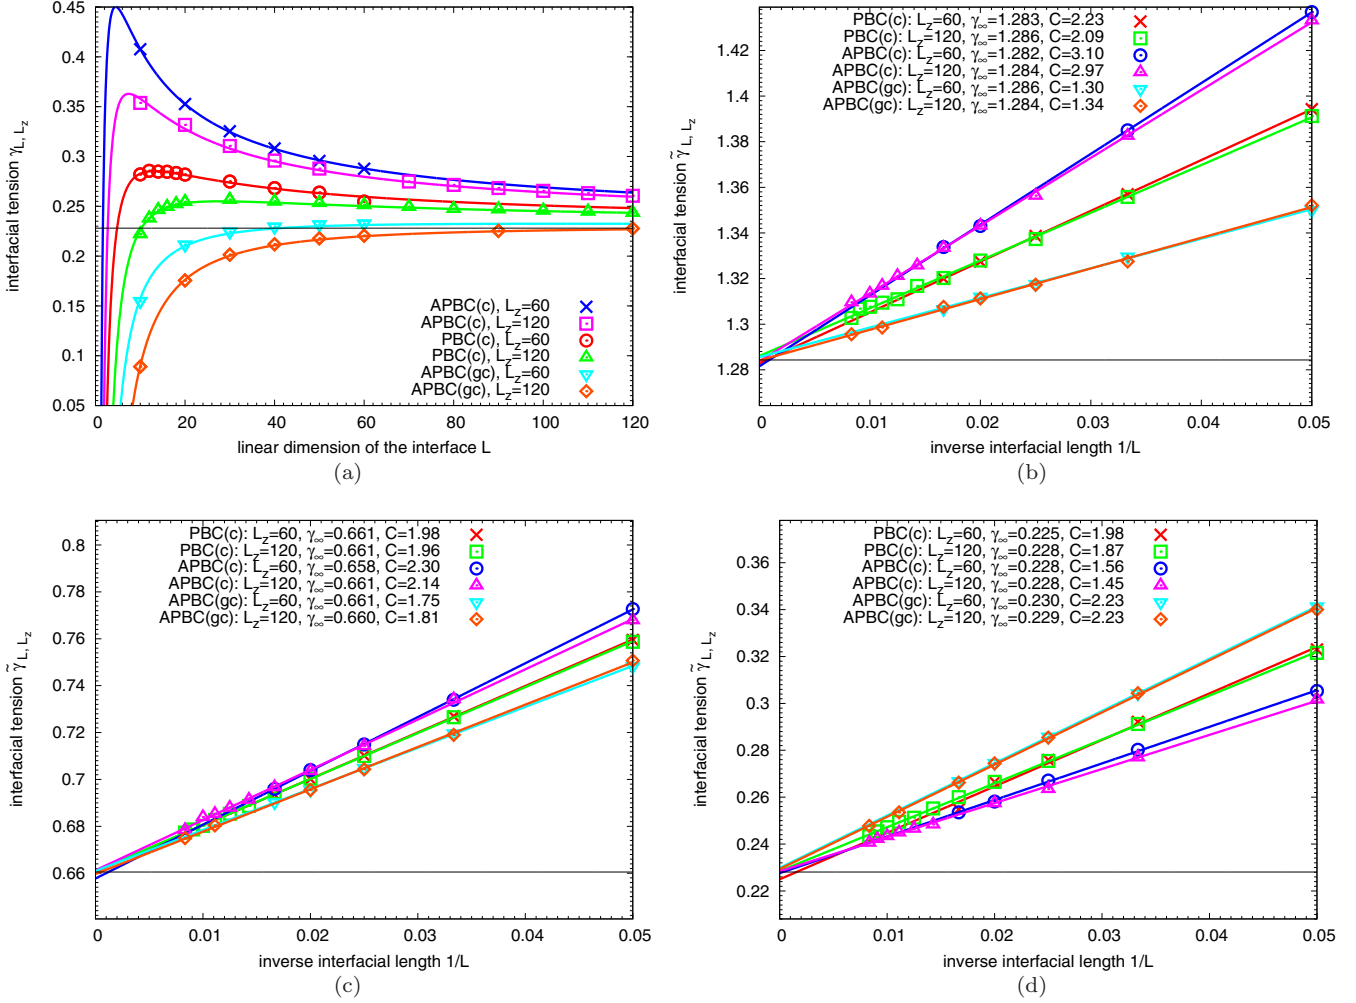 0.45
0.4
0.35
0.3
0.25
0.2
0.15
0.1
0.05
interfacial tension γL, Lz
APBC(c), Lz=60
APBC(c), Lz=120
PBC(c), Lz=60
PBC(c), Lz=120
APBC(gc), Lz=60
APBC(gc), Lz=120
0 20 40 60 80 100 120
linear dimension of the interface L
(a)
PBC(c): Lz=60, γ∞=1.283, C=2.23
PBC(c): Lz=120, γ∞=1.286, C=2.09
APBC(c): Lz=60, γ∞=1.282, C=3.10
APBC(c): Lz=120, γ∞=1.284, C=2.97
APBC(gc): Lz=60, γ∞=1.286, C=1.30
APBC(gc): Lz=120, γ∞=1.284, C=1.34
1.42
1.4
1.38
1.36
1.34
1.32
1.3
1.28
interfacial tension γ̃L, Lz
0 0.01 0.02 0.03 0.04 0.05
inverse interfacial length 1/L
(b)
PBC(c): Lz=60, γ∞=0.661, C=1.98
PBC(c): Lz=120, γ∞=0.661, C=1.96
APBC(c): Lz=60, γ∞=0.658, C=2.30
APBC(c): Lz=120, γ∞=0.661, C=2.14
APBC(gc): Lz=60, γ∞=0.661, C=1.75
APBC(gc): Lz=120, γ∞=0.660, C=1.81
0.8
0.78
0.76
0.74
0.72
0.7
0.68
0.66
interfacial tension γ̃L, Lz
0 0.01 0.02 0.03 0.04 0.05
inverse interfacial length 1/L
(c)
PBC(c): Lz=60, γ∞=0.225, C=1.98
PBC(c): Lz=120, γ∞=0.228, C=1.87
APBC(c): Lz=60, γ∞=0.228, C=1.56
APBC(c): Lz=120, γ∞=0.228, C=1.45
APBC(gc): Lz=60, γ∞=0.230, C=2.23
APBC(gc): Lz=120, γ∞=0.229, C=2.23
0.36
0.34
0.32
0.3
0.28
0.26
0.24
0.22
interfacial tension γ̃L, Lz
0 0.01 0.02 0.03 0.04 0.05
inverse interfacial length 1/L
(d)